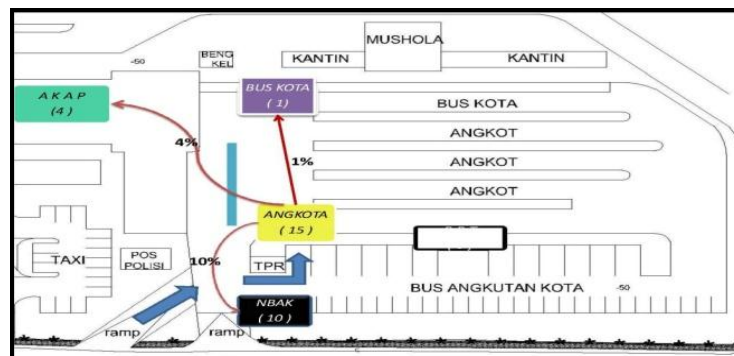 MUSHOLA
BENG
KEL
KANTIN
KANTIN
-50
A K A P
(4)
BUS KOTA
(1)
BUS KOTA
ANGKOT
4%
1%
ANGKOT
ANGKOT
ANGKOTA
(15)
TAXI
POS
POLISI
10%
TPR
BUS ANGKUTAN KOTA
-50
NBAK
(10)
ramp
ramp